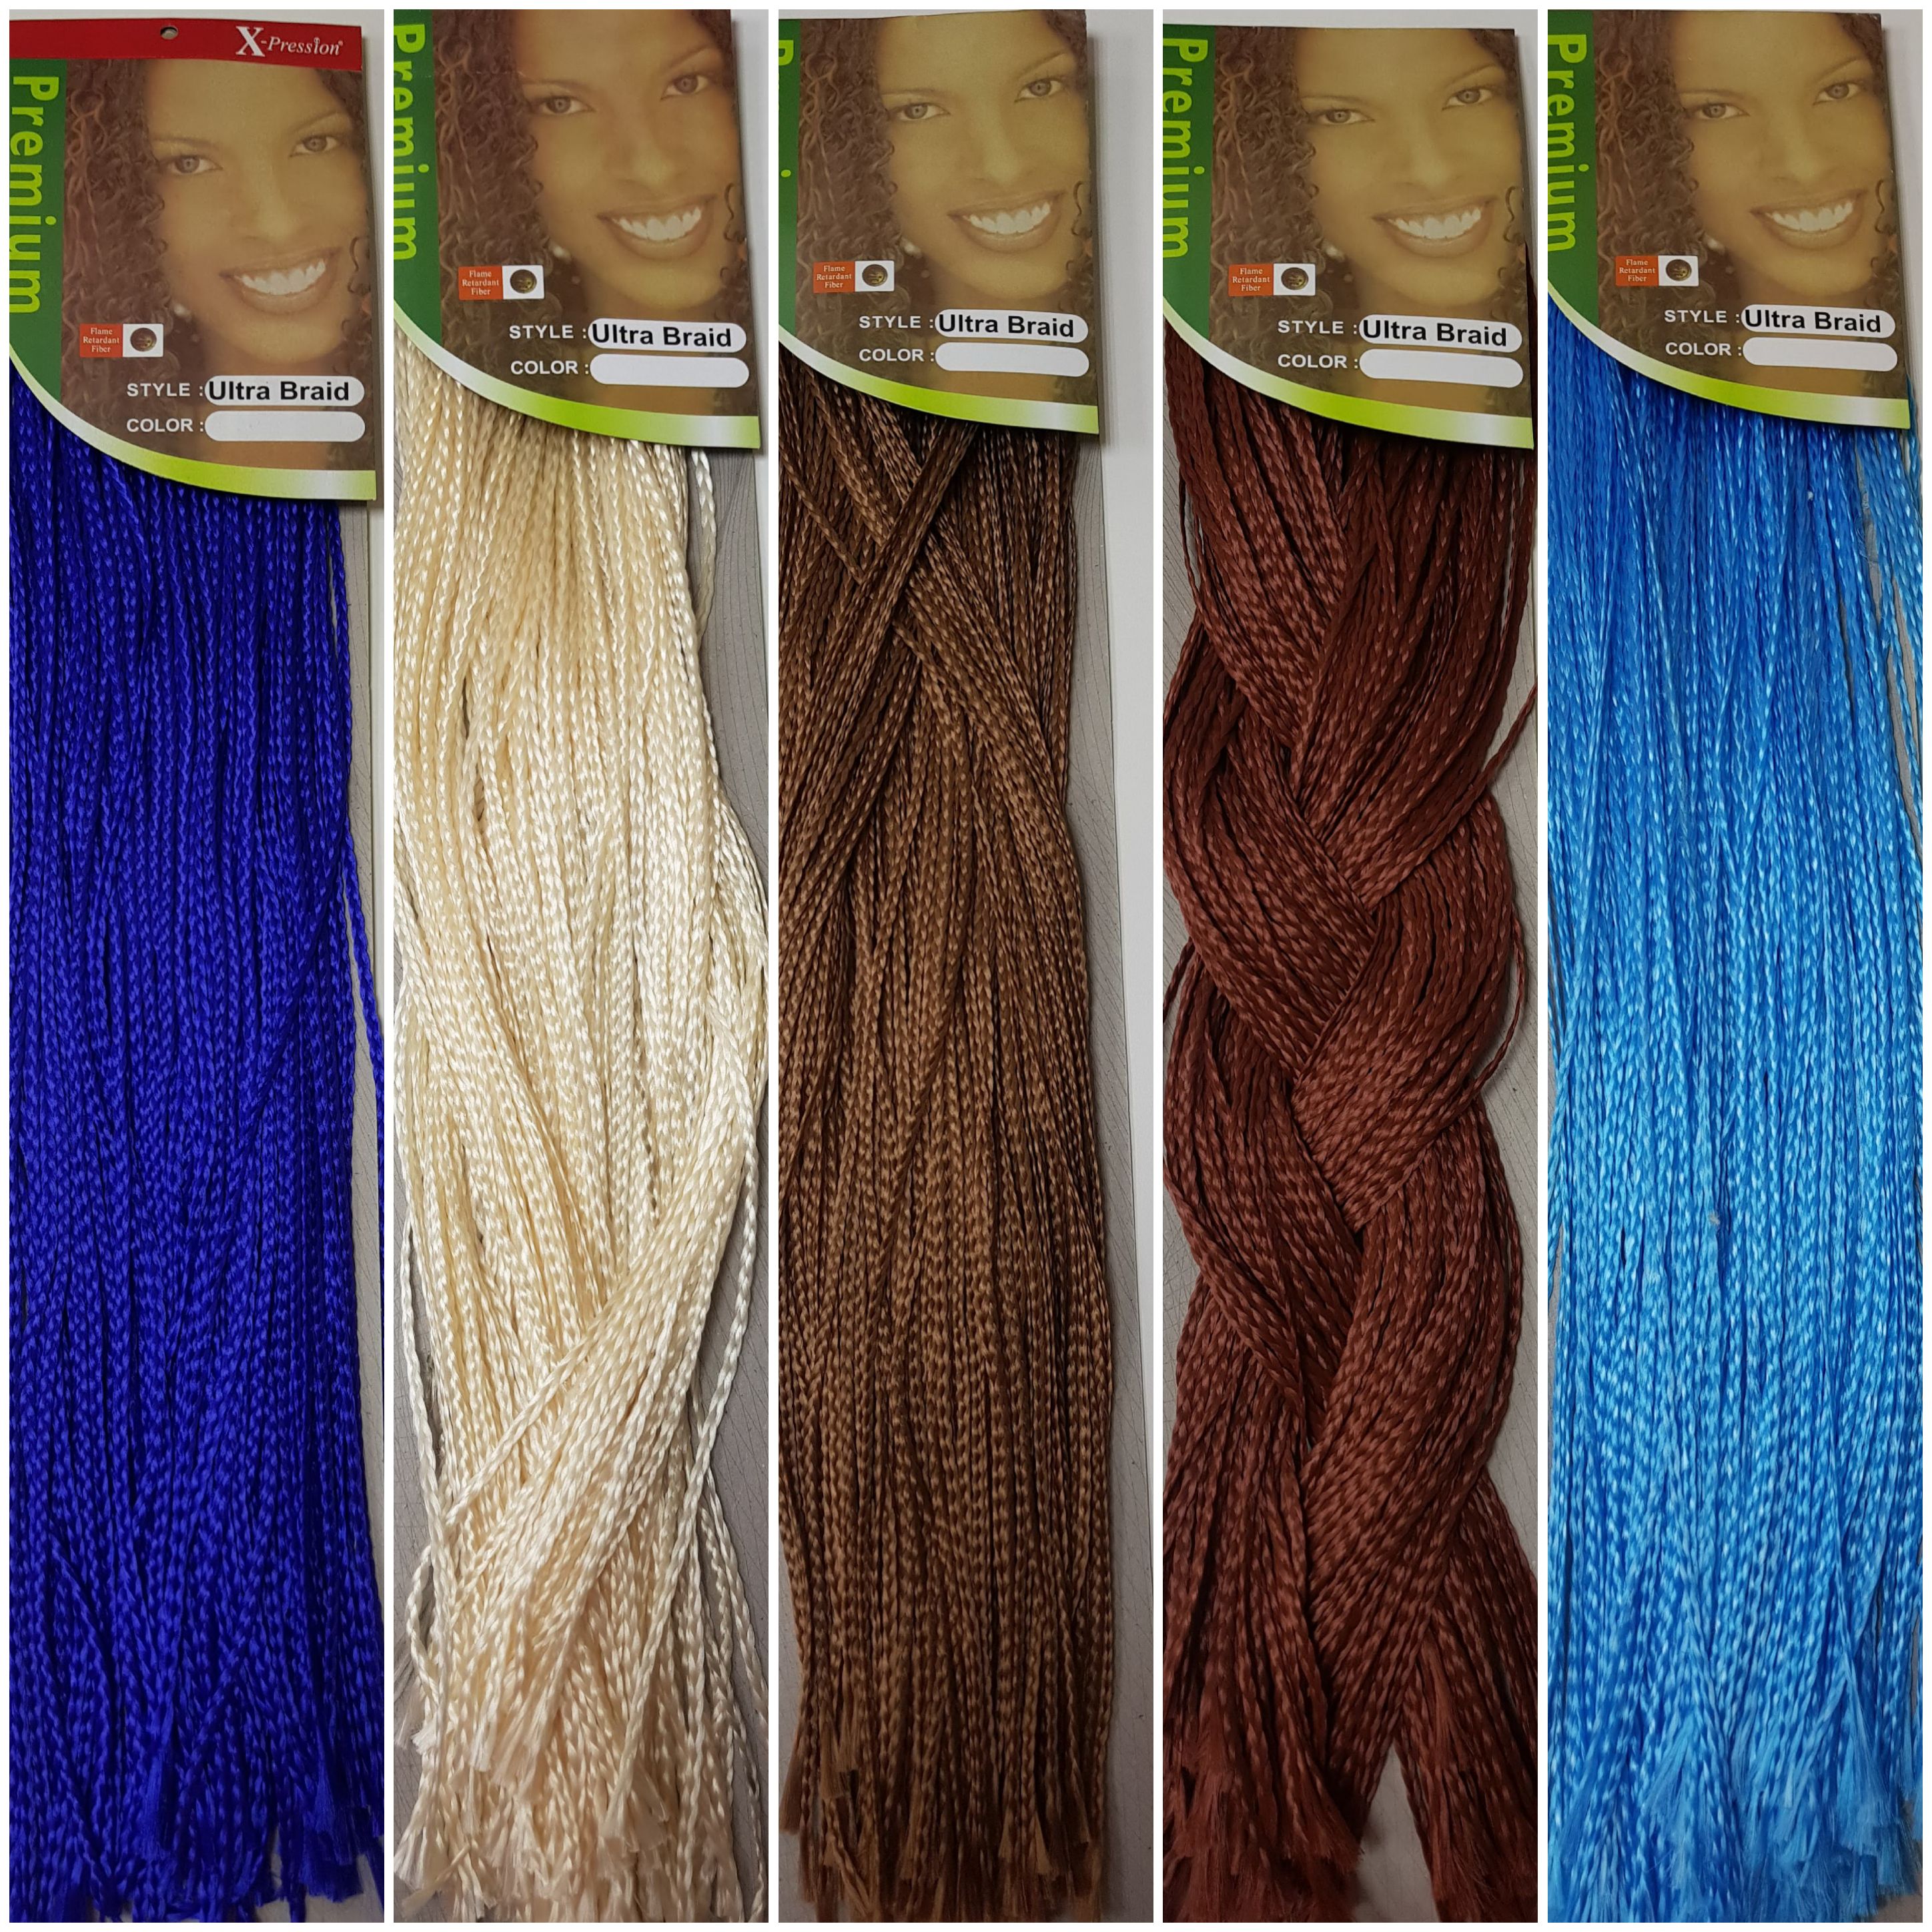 X-Pression®
Premium
Flame
Retardant
Fiber
STYLE : Ultra Braid
COLOR :
Premium
Flame
Retardant
Fiber
STYLE : Ultra Braid
COLOR :
Flame
Retardant
Fiber
STYLE : Ultra Braid
COLOR :
Premium
Flame
Retardant
Fiber
STYLE : Ultra Braid
COLOR :
Premium
Flame
Retardant
Fiber
STYLE : Ultra Braid
COLOR :